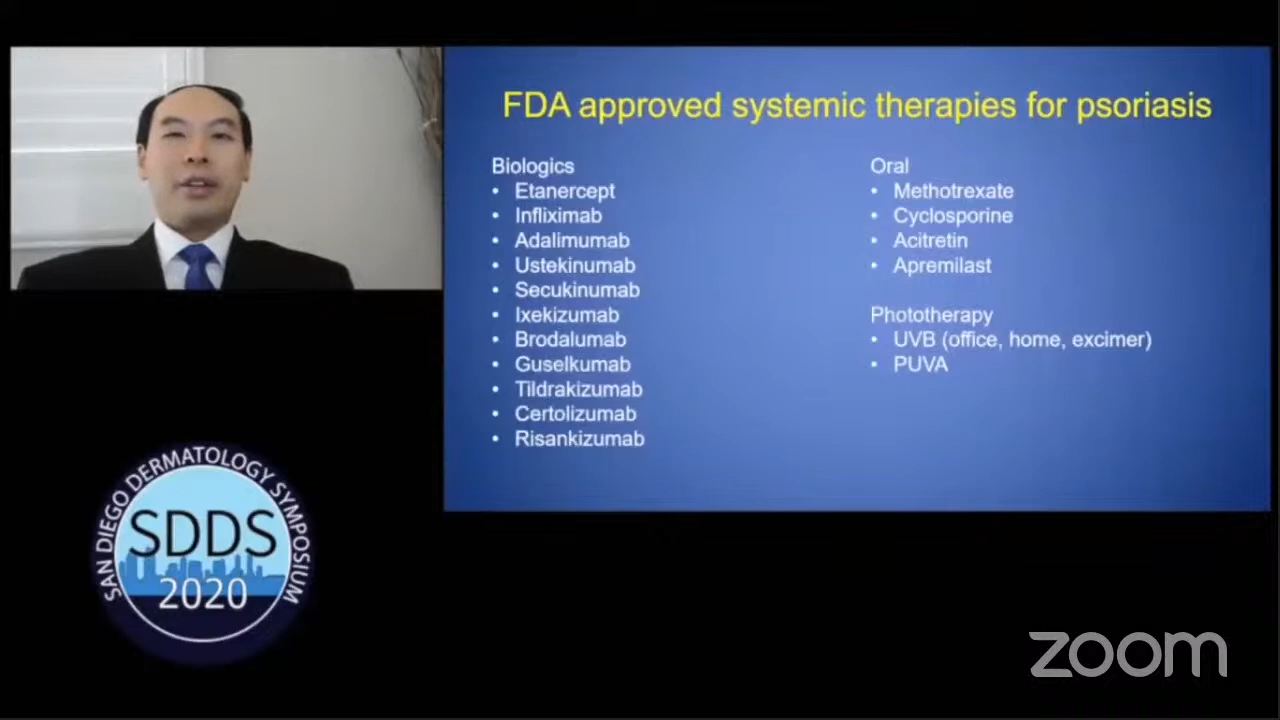 FDA approved systemic therapies for psoriasis
Biologics
• Etanercept
• Infliximab
• Adalimumab
• Ustekinumab
• Secukinumab
• Ixekizumab
• Brodalumab
• Guselkumab
• Tildrakizumab
• Certolizumab
• Risankizumab
Oral
• Methotrexate
• Cyclosporine
• Acitretin
• Apremilast
Phototherapy
• UVB (office, home, excimer)
• PUVA
SAN DIEGO DERMATOLOGY SYMPOSIUM
SDDS
2020
zoom